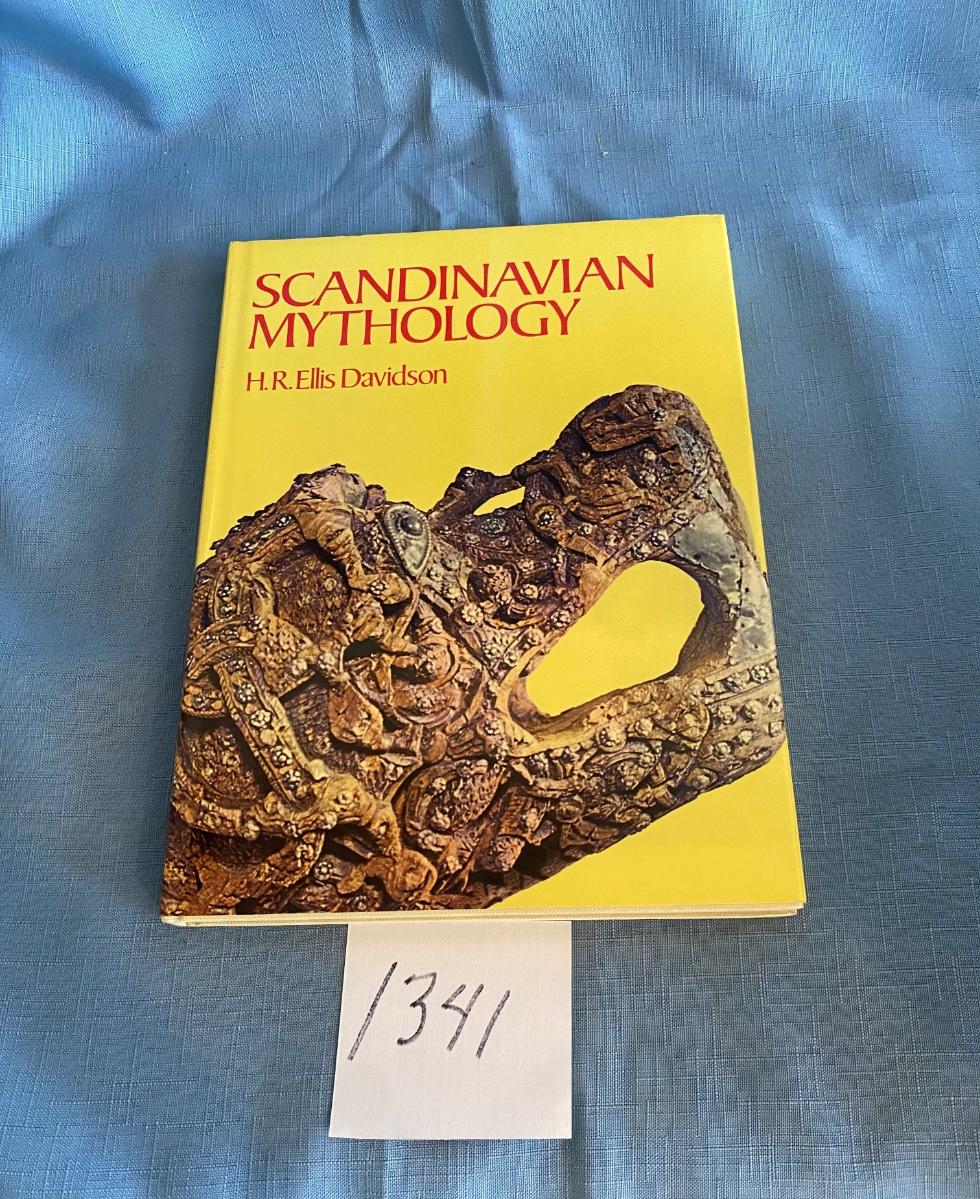 SCANDINAVIAN
MYTHOLOGY
H.R. Ellis Davidson
1341